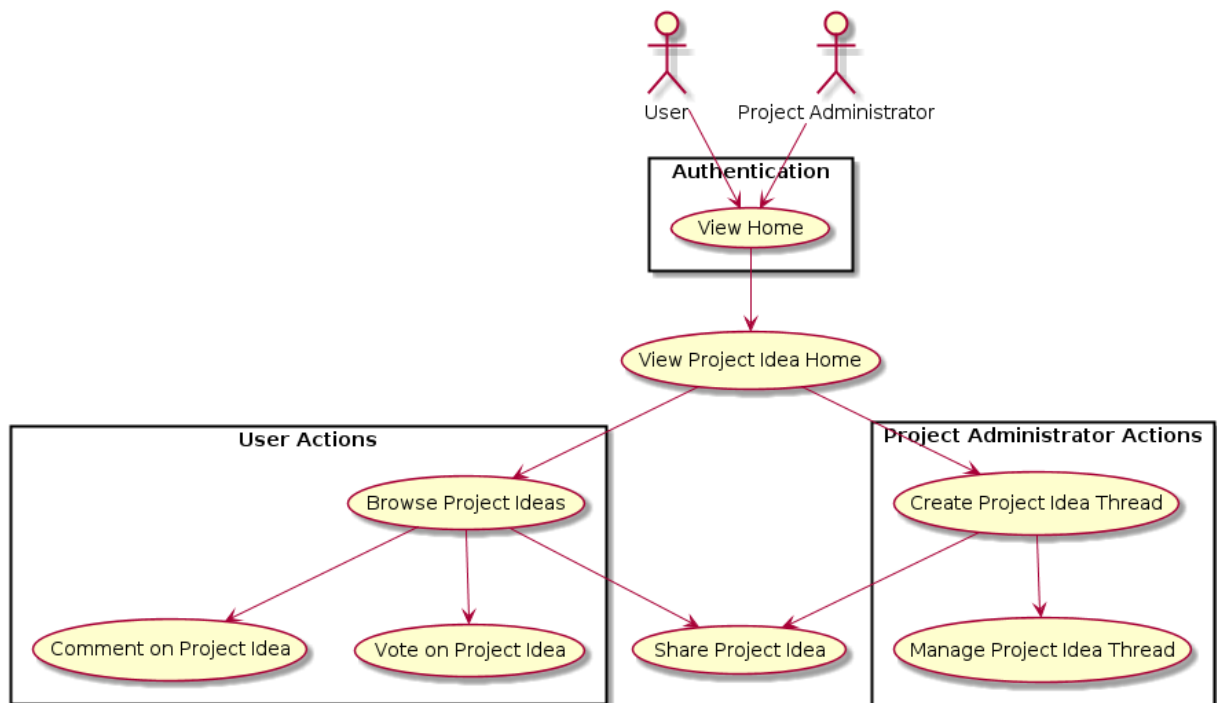 User
Project Administrator
Authentication
View Home
View Project Idea Home
User Actions
Project Administrator Actions
Browse Project Ideas
Create Project Idea Thread
Comment on Project Idea
Vote on Project Idea
Share Project Idea
Manage Project Idea Thread